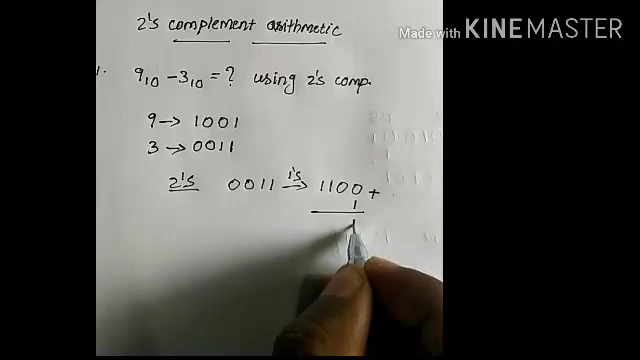 2's complement arithmetic
Made with KINEMASTER
1. 9₁₀ - 3₁₀ = ? using 2's comp.
9 → 1001
3 → 0011
2's 0011 1's→ 1100 +
1
1